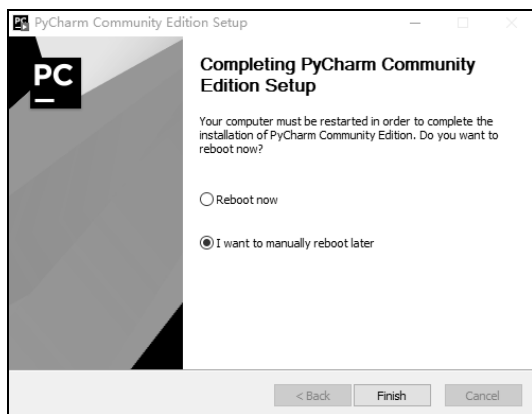 PyCharm Community Edition Setup
PC
Completing PyCharm Community
Edition Setup
Your computer must be restarted in order to complete the
installation of PyCharm Community Edition. Do you want to
reboot now?
Reboot now
I want to manually reboot later
< Back
Finish
Cancel